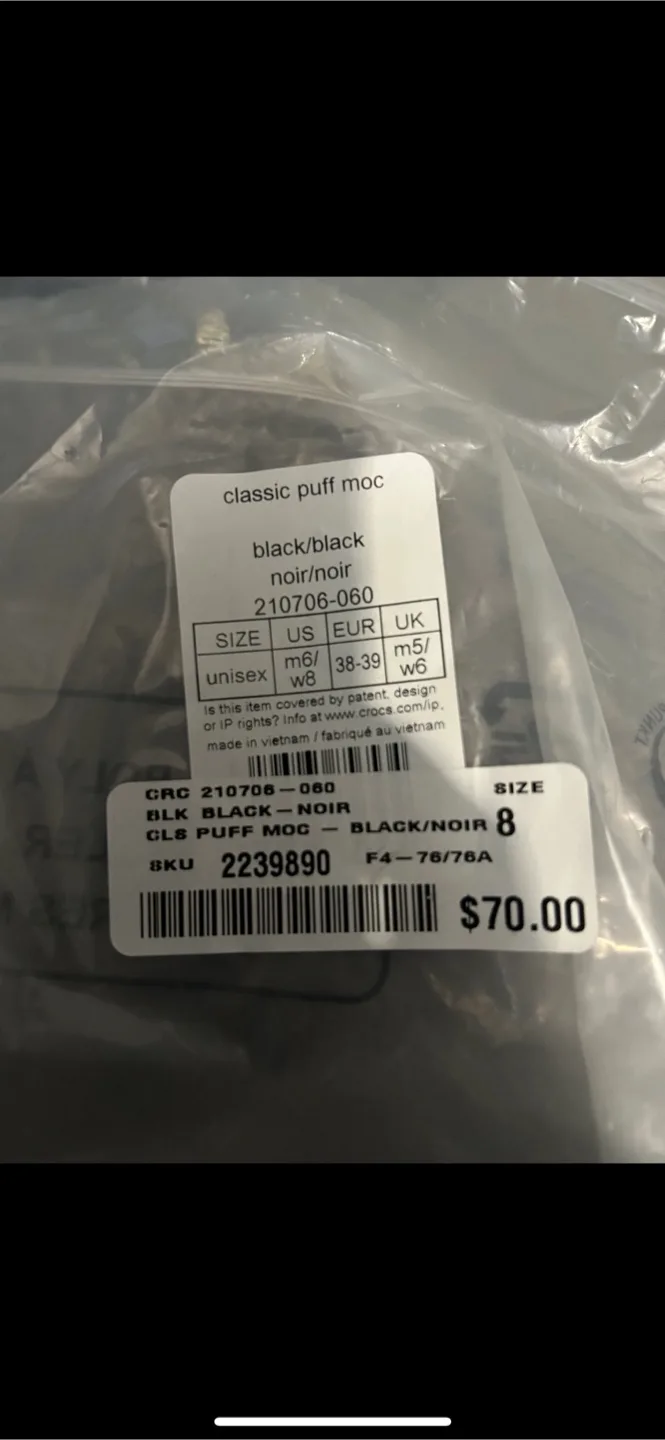 classic puff moc
black/black
noir/noir
210706-060
SIZE US EUR UK
unisex m6/ w8 38-39 m5/ w6
Is this item covered by patent, design
or IP rights? Info at www.crocs.com/ip.
made in vietnam / fabriqué au vietnam
CRC 210706-060 SIZE
BLK BLACK-NOIR
CLS PUFF MOC - BLACK/NOIR 8
SKU 2239890 F4-76/76A
$70.00